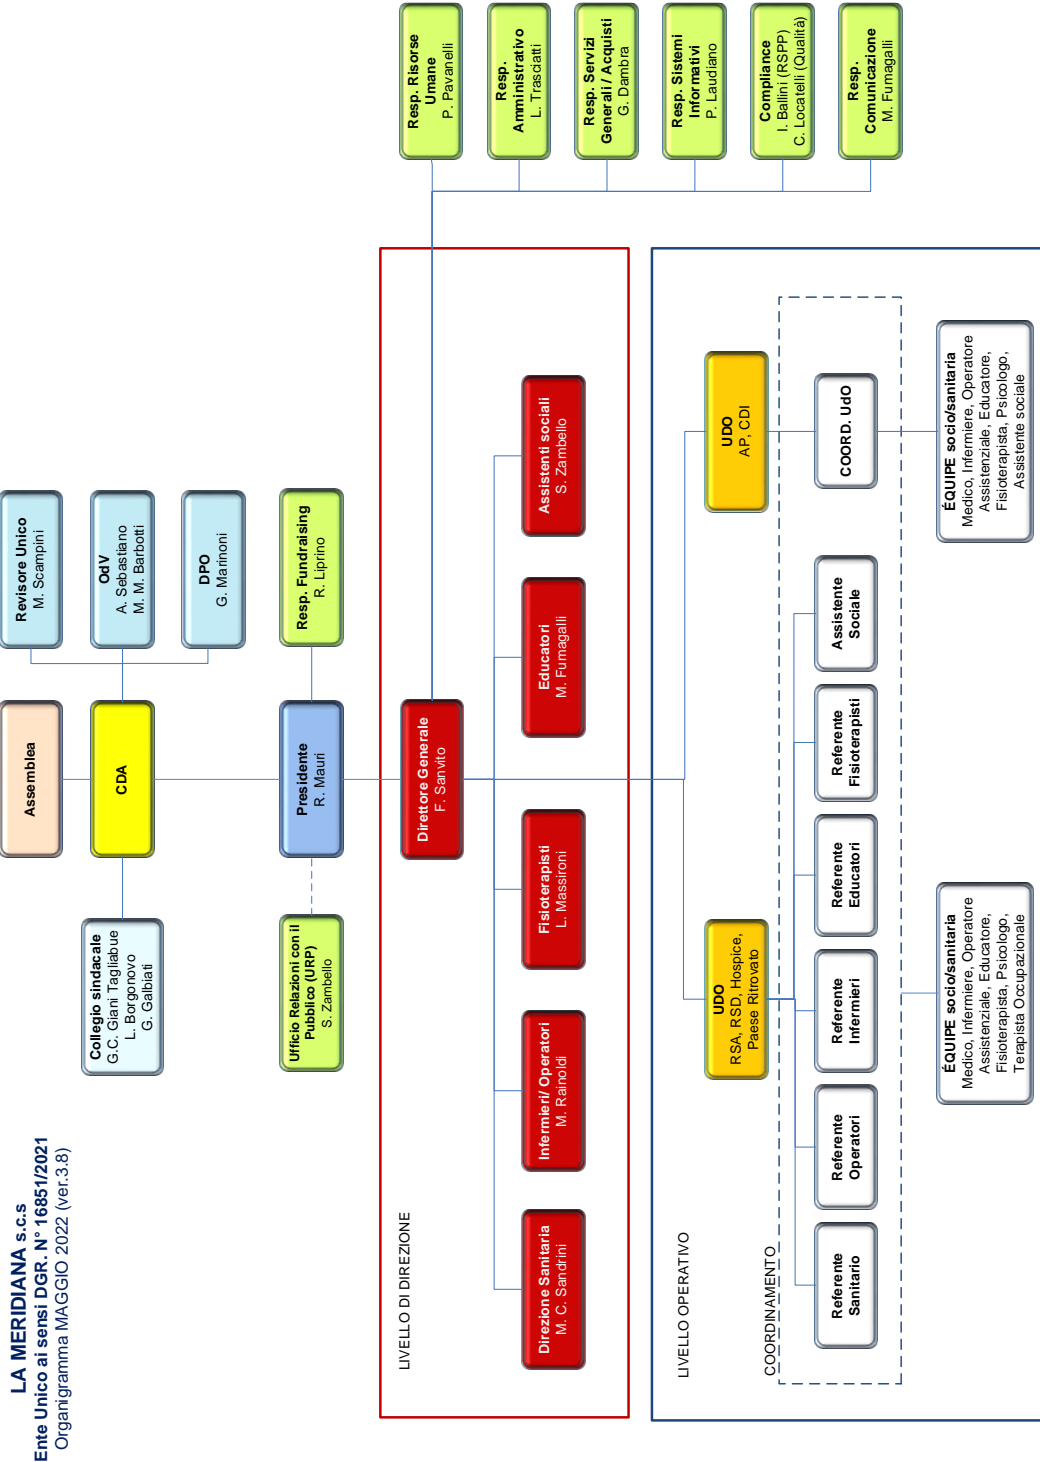 LA MERIDIANA s.c.s
Ente Unico ai sensi DGR. N° 16851/2021
Organigramma MAGGIO 2022 (ver.3.8)
Assemblea
Revisore Unico
M. Scampini
Collegio sindacale
G.C. Giani Tagliabue
L. Borgonovo
G. Galbiati
CDA
OdV
A. Sebastiano
M. M. Barbotti
DPO
G. Marinoni
Ufficio Relazioni con il
Pubblico (URP)
S. Zambello
Presidente
R. Mauri
Resp. Fundraising
R. Liprino
LIVELLO DI DIREZIONE
Direttore Generale
F. Sanvito
Resp. Risorse
Umane
P. Pavanelli
Resp.
Amministrativo
L. Trasciatti
Resp. Servizi
Generali / Acquisti
G. Dambra
Resp. Sistemi
Informativi
P. Laudiano
Compliance
I. Ballini (RSPP)
C. Locatelli (Qualità)
Resp.
Comunicazione
M. Fumagalli
Direzione Sanitaria
M. C. Sandrini
Infermieri/ Operatori
M. Rainoldi
Fisioterapisti
L. Massironi
Educatori
M. Fumagalli
Assistenti sociali
S. Zambello
LIVELLO OPERATIVO
UDO
RSA, RSD, Hospice,
Paese Ritrovato
UDO
AP, CDI
COORDINAMENTO
Referente
Sanitario
Referente
Operatori
Referente
Infermieri
Referente
Educatori
Referente
Fisioterapisti
Assistente
Sociale
COORD. UdO
ÉQUIPE socio/sanitaria
Medico, Infermiere, Operatore
Assistenziale, Educatore,
Fisioterapista, Psicologo,
Terapista Occupazionale
ÉQUIPE socio/sanitaria
Medico, Infermiere, Operatore
Assistenziale, Educatore,
Fisioterapista, Psicologo,
Assistente sociale